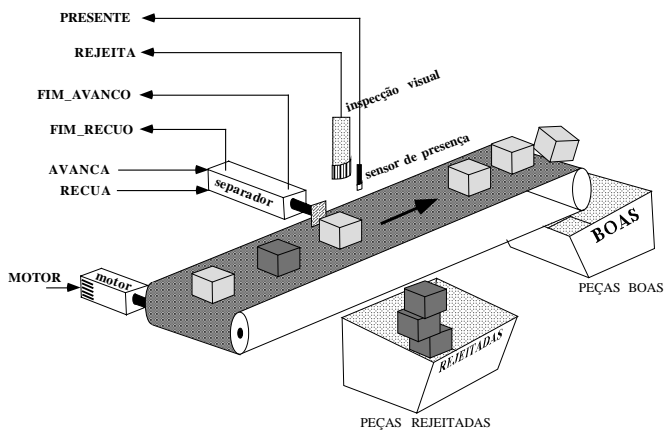 PRESENTE
REJEITA
FIM_AVANCO
FIM_RECUO
AVANCA
RECUA
MOTOR
inspecção visual
sensor de presença
separador
motor
BOAS
PEÇAS BOAS
REJEITADAS
PEÇAS REJEITADAS